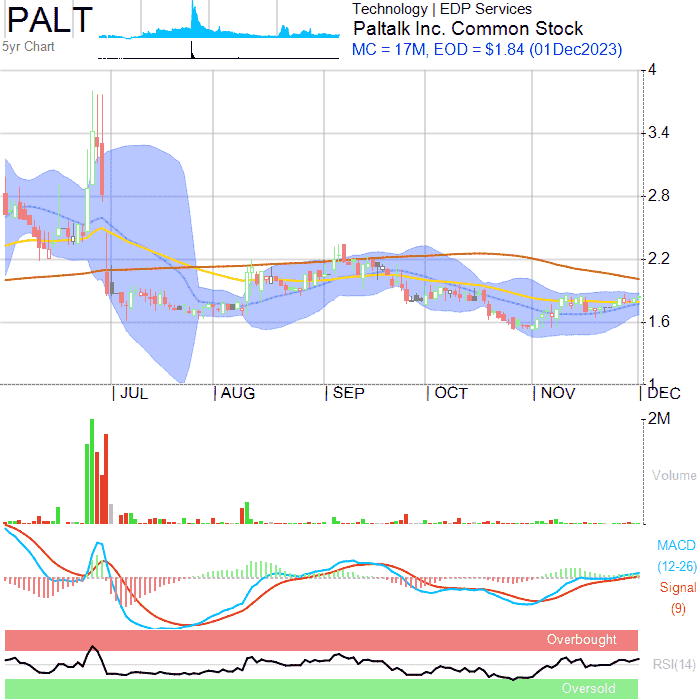 PALT
5yr Chart
Technology | EDP Services
Paltalk Inc. Common Stock
MC = 17M, EOD = $1.84 (01Dec2023)
4
3.4
2.8
2.2
1.6
1
JUL
AUG
SEP
OCT
NOV
DEC
2M
Volume
MACD
(12-26)
Signal
(9)
Overbought
RSI(14)
Oversold